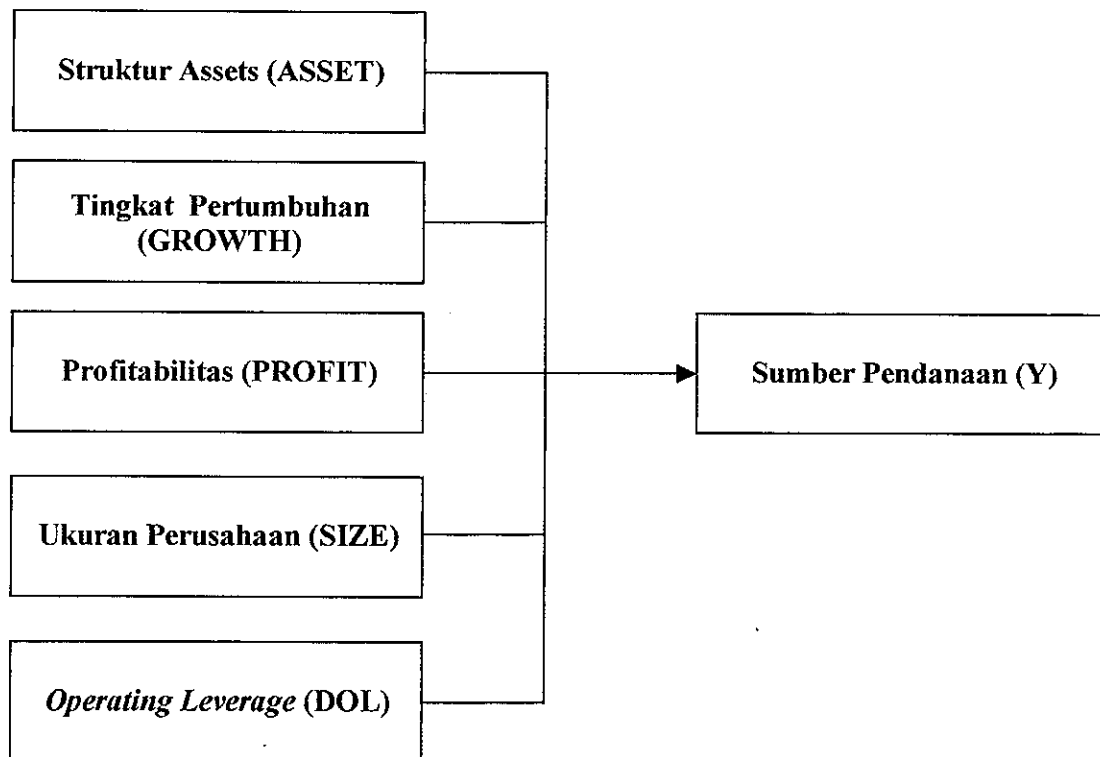 Struktur Assets (ASSET)
Tingkat Pertumbuhan
(GROWTH)
Profitabilitas (PROFIT)
Sumber Pendanaan (Y)
Ukuran Perusahaan (SIZE)
Operating Leverage (DOL)